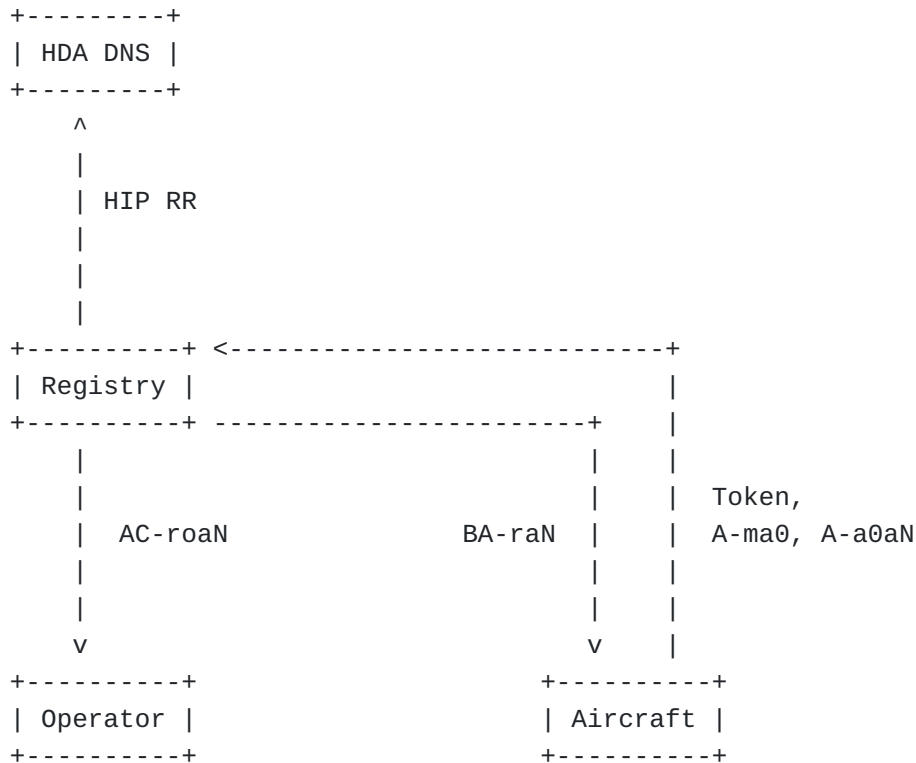 HDA DNS
HIP RR
Registry
Token,
AC-roaN BA-raN A-ma0, A-a0aN
Operator Aircraft